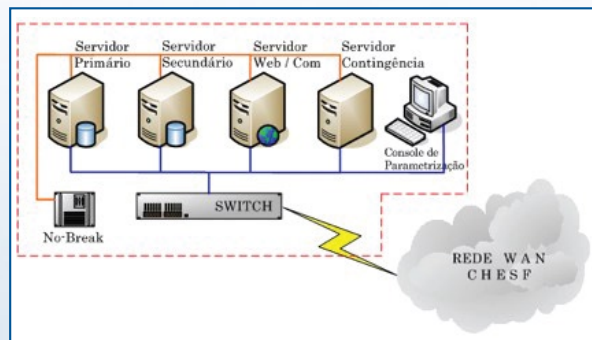 Servidor
Primário
Servidor
Secundário
Servidor
Web / Com
Servidor
Contingência
Console de
Parametrização
No-Break
SWITCH
REDE WAN
CHESF